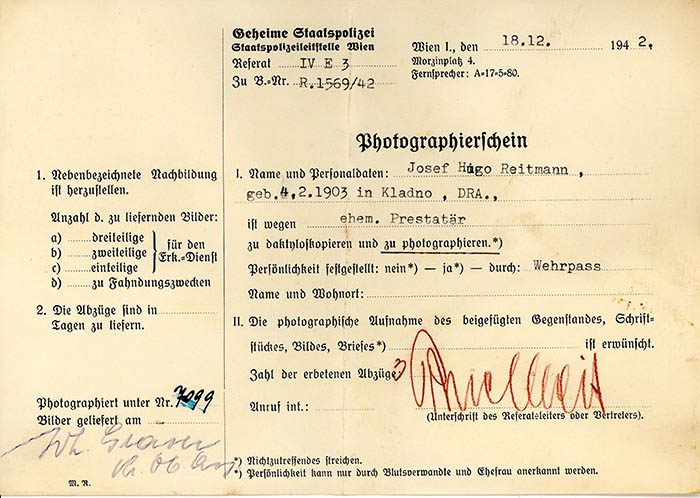 Geheime Staatspolizei
Staatspolizeileitstelle Wien
Referat IV E 3
Zu B.-Nr. R.1569/42
Wien I., den 18.12. 194 2.
Morzinplatz 4.
Fernsprecher: A-17-5-80.
Photographierschein
1. Nebenbezeichnete Nachbildung
ist herzustellen.
Anzahl d. zu liefernden Bilder:
a) dreiteilige
b) zweiteilige
c) einteilige
für den
Erk.-Dienst
d) zu Fahndungszwecken
2. Die Abzüge sind in
Tagen zu liefern.
Photographiert unter Nr. 7099
Bilder geliefert am
M. R.
I. Name und Personaldaten: Josef Hugo Reitmann ,
geb. 4.2.1903 in Kladno , DRA.,
ist wegen ehem. Prestatär
zu daktyloskopieren und zu photographieren.*)
Persönlichkeit festgestellt: nein*) — ja*) — durch: Wehrpass
Name und Wohnort:
II. Die photographische Aufnahme des beigefügten Gegenstandes, Schrift-
stückes, Bildes, Briefes*) ist erwünscht.
Zahl der erbetenen Abzüge: 3
Anruf int.:
(Unterschrift des Referatsleiters oder Vertreters).
*) Nichtzutreffendes streichen.
*) Persönlichkeit kann nur durch Blutsverwandte und Ehefrau anerkannt werden.